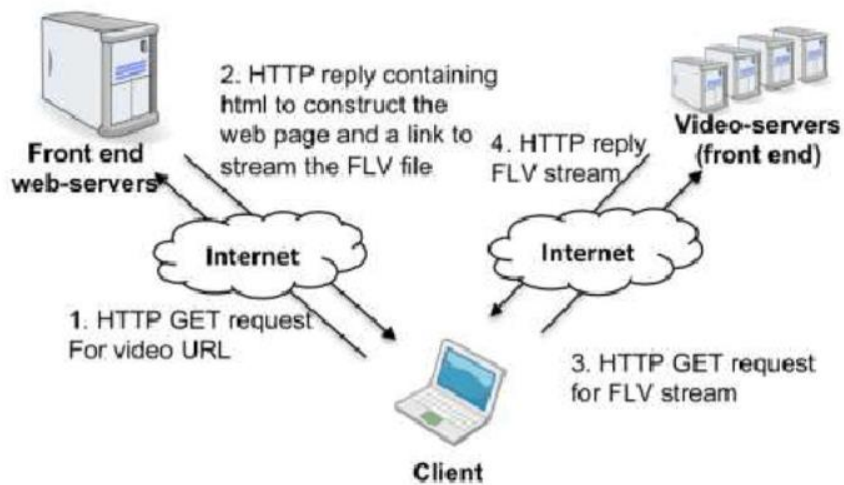 2. HTTP reply containing
html to construct the
web page and a link to
stream the FLV file
Front end
web-servers
Video-servers
(front end)
4. HTTP reply
FLV stream
Internet
Internet
1. HTTP GET request
For video URL
3. HTTP GET request
for FLV stream
Client